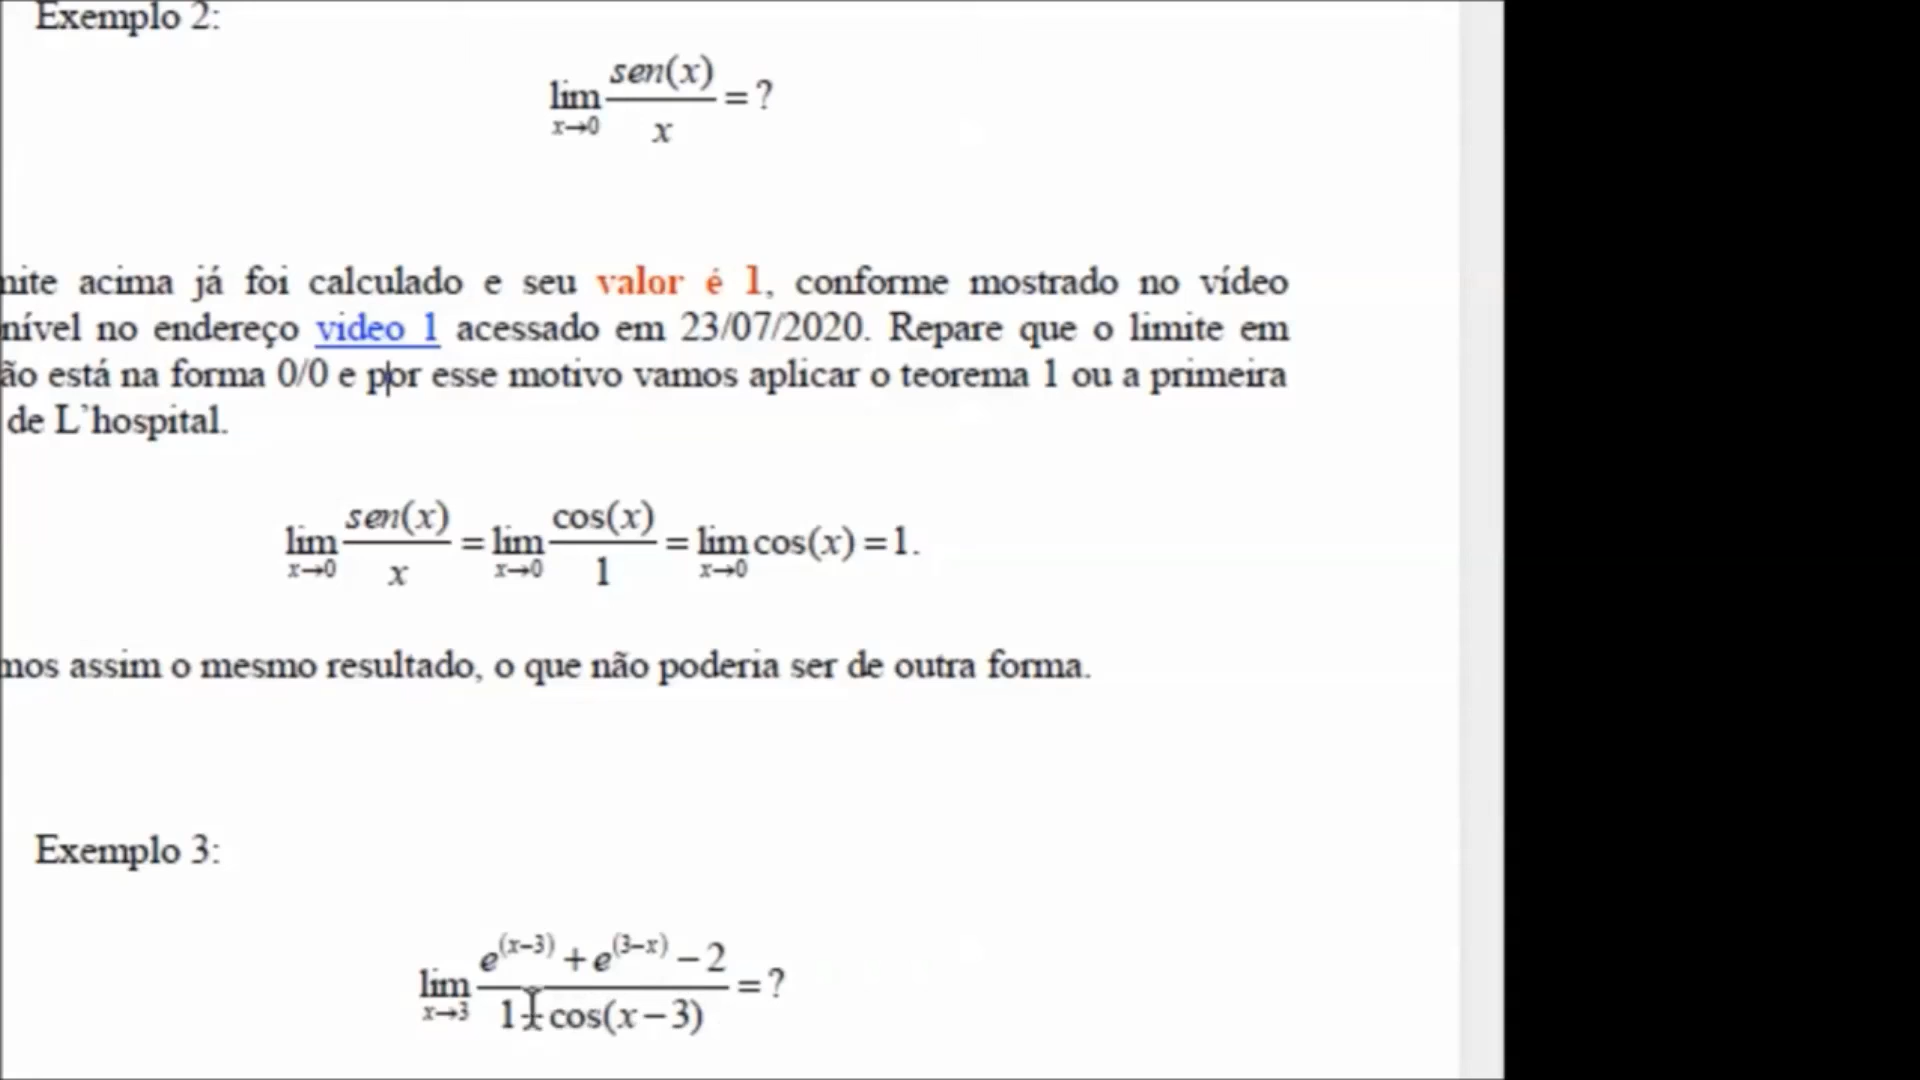 Exemplo 2:
lim x→0 sen(x)/x = ?
mite acima já foi calculado e seu valor é 1, conforme mostrado no vídeo
nível no endereço video 1 acessado em 23/07/2020. Repare que o limite em
ão está na forma 0/0 e por esse motivo vamos aplicar o teorema 1 ou a primeira
de L'hospital.
lim x→0 sen(x)/x = lim x→0 cos(x)/1 = lim x→0 cos(x) = 1.
mos assim o mesmo resultado, o que não poderia ser de outra forma.
Exemplo 3:
lim x→3 e^(x−3) + e^(3−x) − 2 / 1 − cos(x − 3) = ?